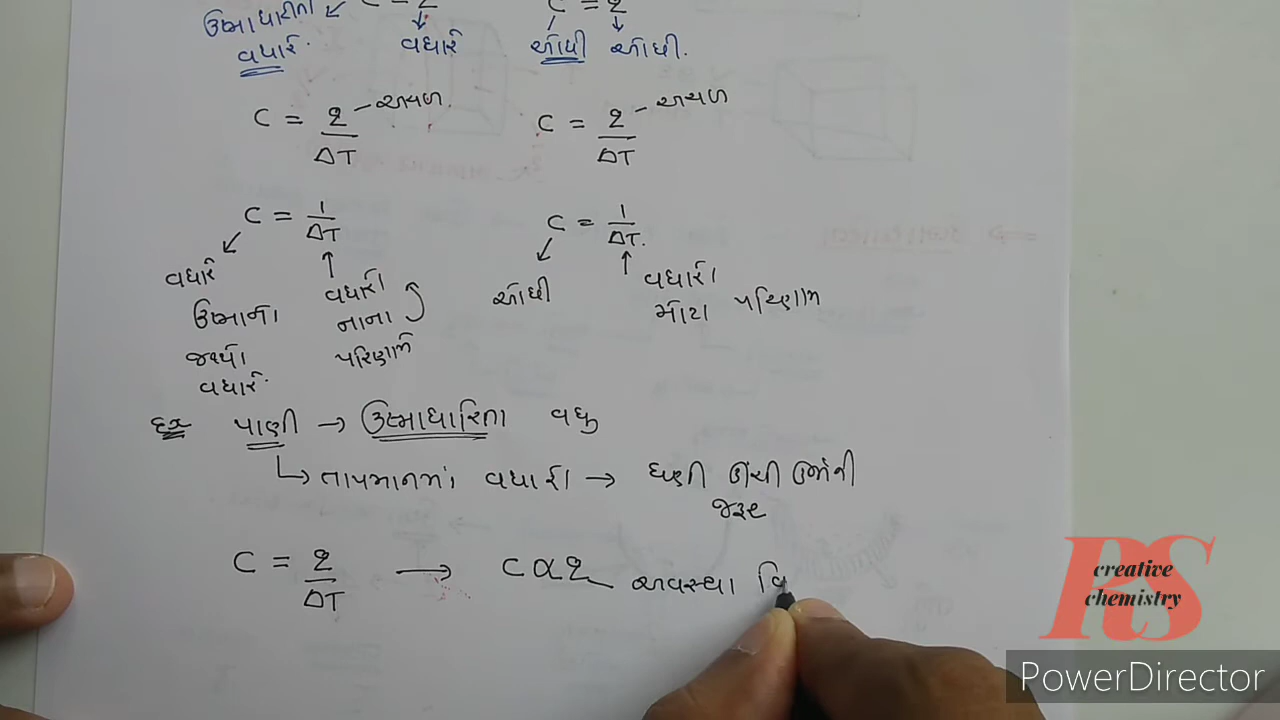 C = q C = q
ઉષ્માધારીતા
વધારે. વધારે ઓછી ઓછી.
C = q/ΔT – અચળ. C = q/ΔT – અચળ
C = 1/ΔT C = 1/ΔT.
વધારે વધારો ઓછી વધારો
ઉષ્માનો નાના મોટા પરિણામ
જથ્થો પરિણામે
વધારે.
દા.ત પાણી → ઉષ્માધારિતા વધુ
↳ તાપમાનમાં વધારો → ઘણી ઊંચી ઊર્જાની
જરૂર
C = q/ΔT → C α q અવસ્થા વિ
RS
creative
chemistry
PowerDirector